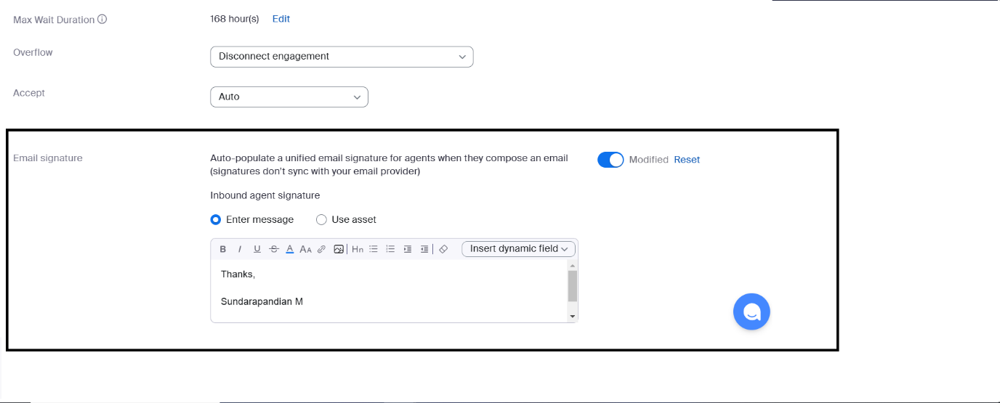 Max Wait Duration
168 hour(s) Edit
Overflow
Disconnect engagement
Accept
Auto
Email signature
Auto-populate a unified email signature for agents when they compose an email
(signatures don’t sync with your email provider)
Modified Reset
Inbound agent signature
Enter message Use asset
B I U S A AA Hn Insert dynamic field
Thanks,
Sundarapandian M